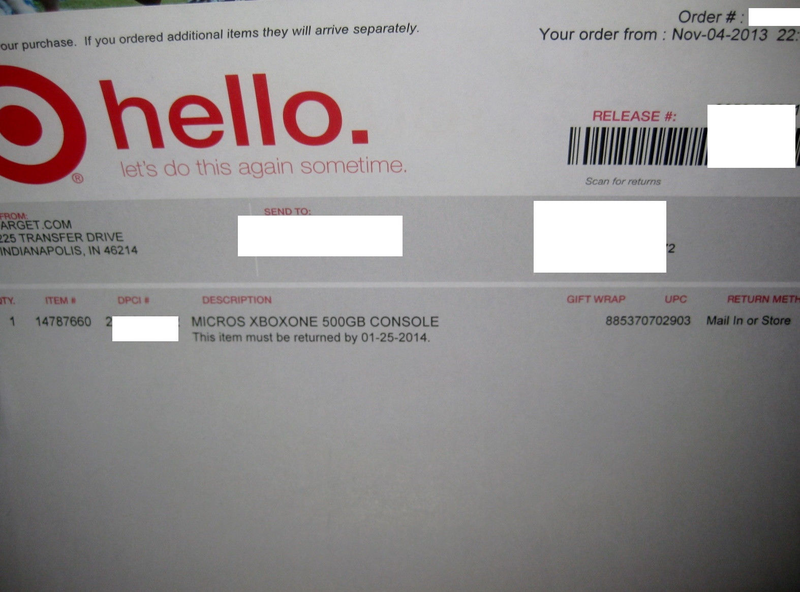 Order # :
our purchase. If you ordered additional items they will arrive separately.
Your order from : Nov-04-2013 22:
hello.
let's do this again sometime.
®
RELEASE #:
Scan for returns
FROM:
ARGET.COM
225 TRANSFER DRIVE
INDIANAPOLIS, IN 46214
SEND TO:
2
TY. ITEM # DPCI # DESCRIPTION GIFT WRAP UPC RETURN METH
1 14787660 2 MICROS XBOXONE 500GB CONSOLE 885370702903 Mail In or Store
This item must be returned by 01-25-2014.